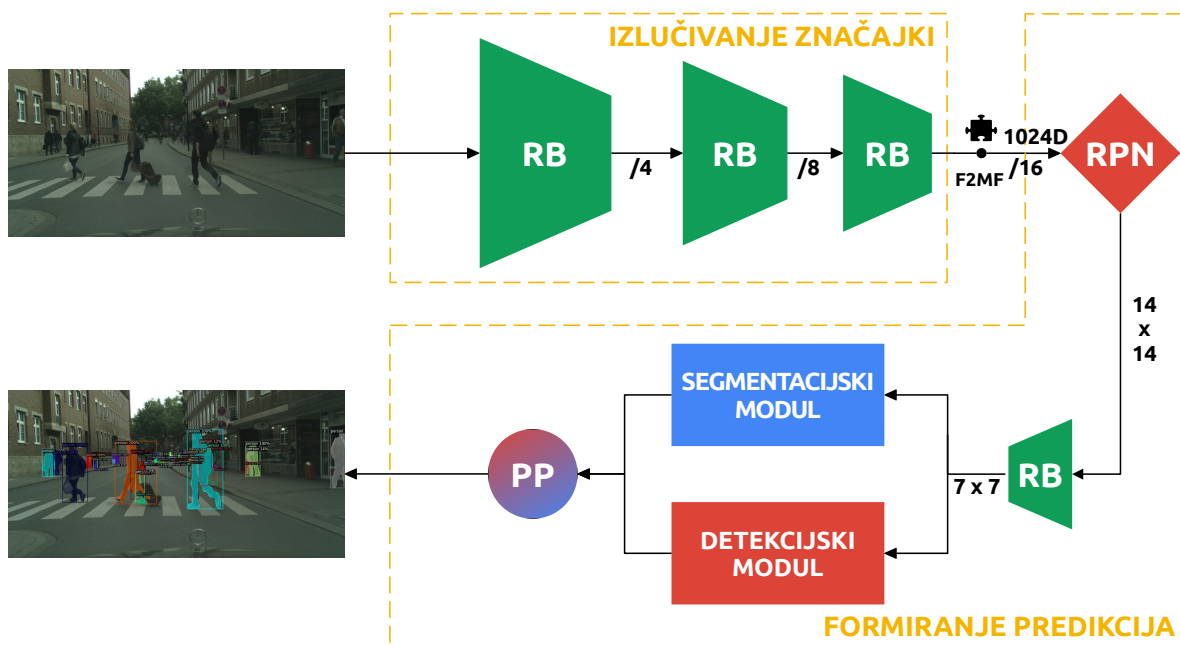 IZLUČIVANJE ZNAČAJKI
RB
/4
RB
/8
RB
F2MF
1024D
/16
RPN
14
x
14
RB
7 x 7
SEGMENTACIJSKI
MODUL
DETEKCIJSKI
MODUL
PP
FORMIRANJE PREDIKCIJA